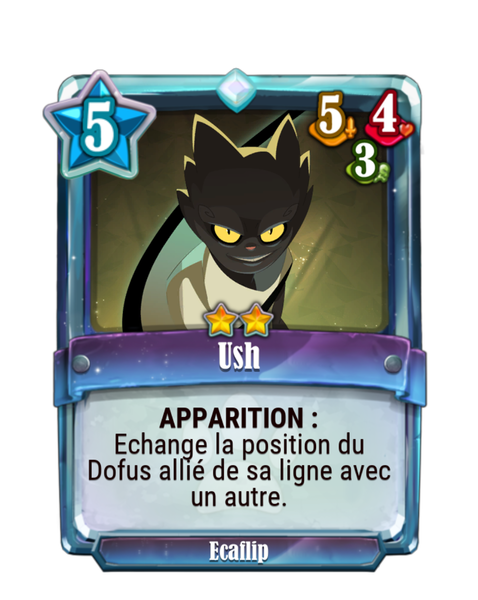 5
5
4
3
Ush
APPARITION :
Echange la position du
Dofus allié de sa ligne avec
un autre.
Ecaflip